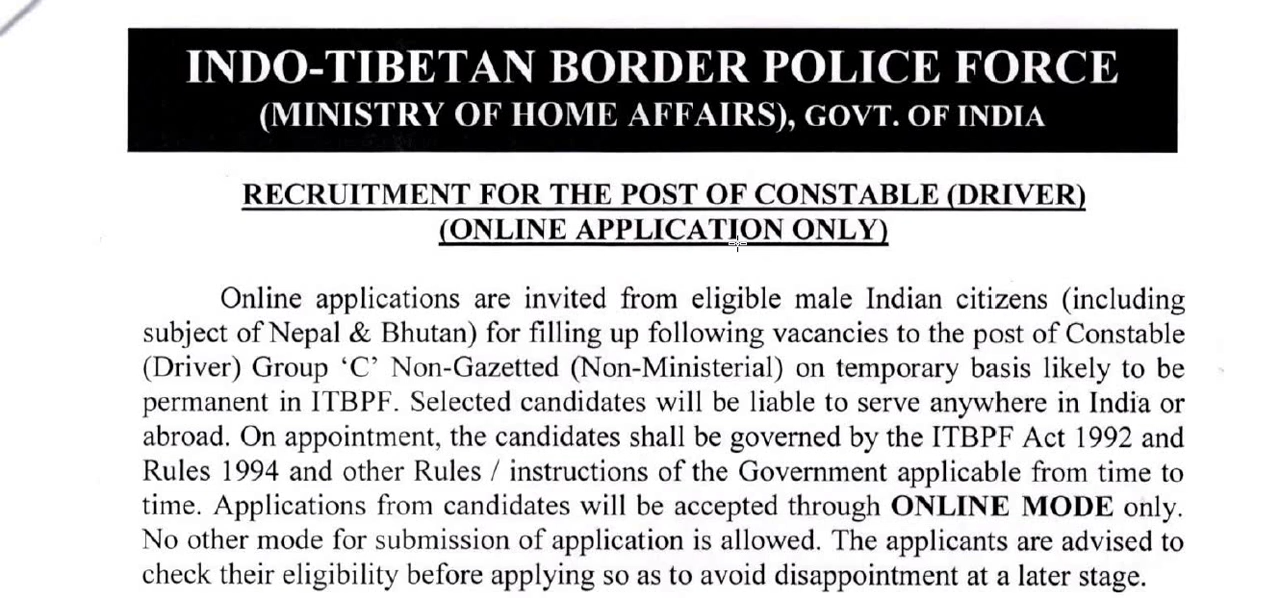 INDO-TIBETAN BORDER POLICE FORCE
(MINISTRY OF HOME AFFAIRS), GOVT. OF INDIA
RECRUITMENT FOR THE POST OF CONSTABLE (DRIVER)
(ONLINE APPLICATION ONLY)
Online applications are invited from eligible male Indian citizens (including
subject of Nepal & Bhutan) for filling up following vacancies to the post of Constable
(Driver) Group ‘C’ Non-Gazetted (Non-Ministerial) on temporary basis likely to be
permanent in ITBPF. Selected candidates will be liable to serve anywhere in India or
abroad. On appointment, the candidates shall be governed by the ITBPF Act 1992 and
Rules 1994 and other Rules / instructions of the Government applicable from time to
time. Applications from candidates will be accepted through ONLINE MODE only.
No other mode for submission of application is allowed. The applicants are advised to
check their eligibility before applying so as to avoid disappointment at a later stage.